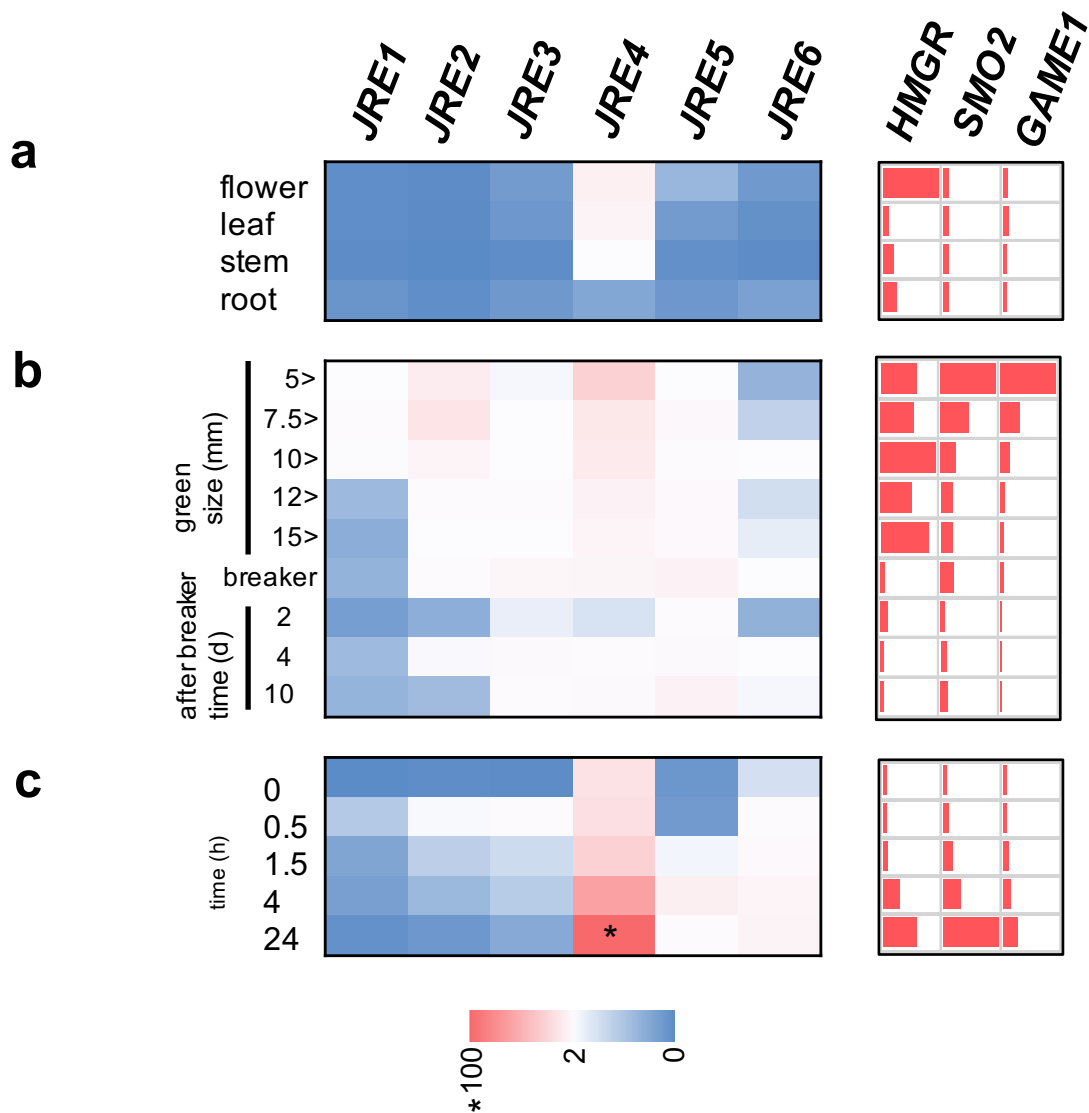 JRE1 JRE2 JRE3 JRE4 JRE5 JRE6 HMGR SMO2 GAME1
a
flower
leaf
stem
root
b
green
size (mm)
5>
7.5>
10>
12>
15>
breaker
after breaker
time (d)
2
4
10
c
time (h)
0
0.5
1.5
4
24 *
*100 2 0